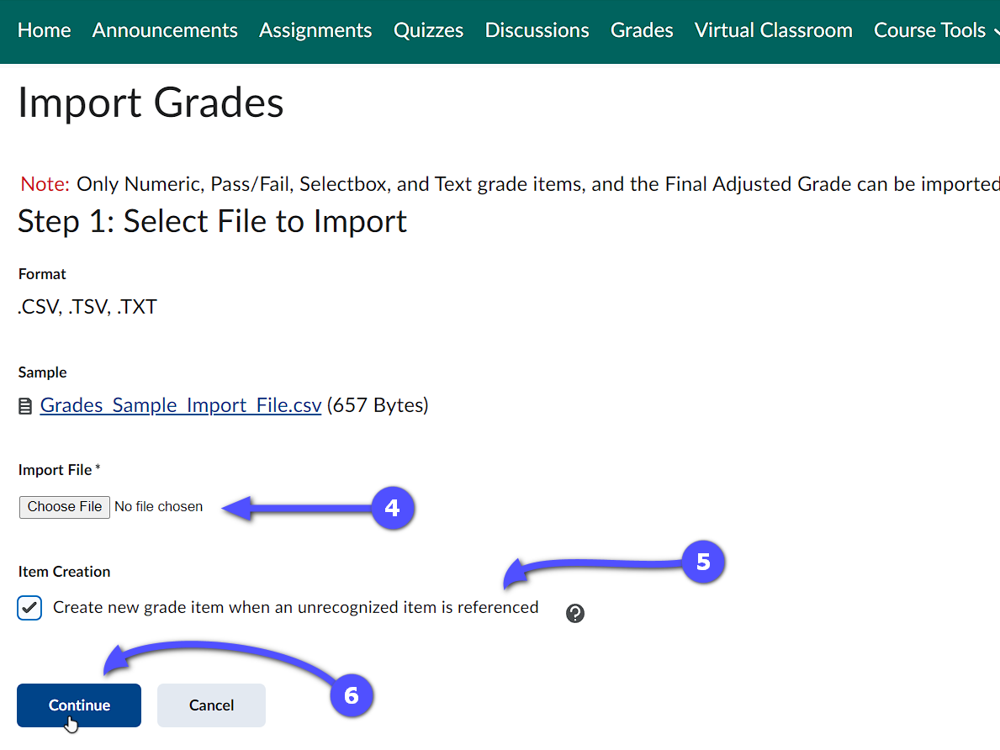 Home Announcements Assignments Quizzes Discussions Grades Virtual Classroom Course Tools
Import Grades
Note: Only Numeric, Pass/Fail, Selectbox, and Text grade items, and the Final Adjusted Grade can be imported
Step 1: Select File to Import
Format
.CSV, .TSV, .TXT
Sample
Grades_Sample_Import_File.csv (657 Bytes)
Import File *
Choose File No file chosen
4
5
Item Creation
Create new grade item when an unrecognized item is referenced ?
6
Continue Cancel